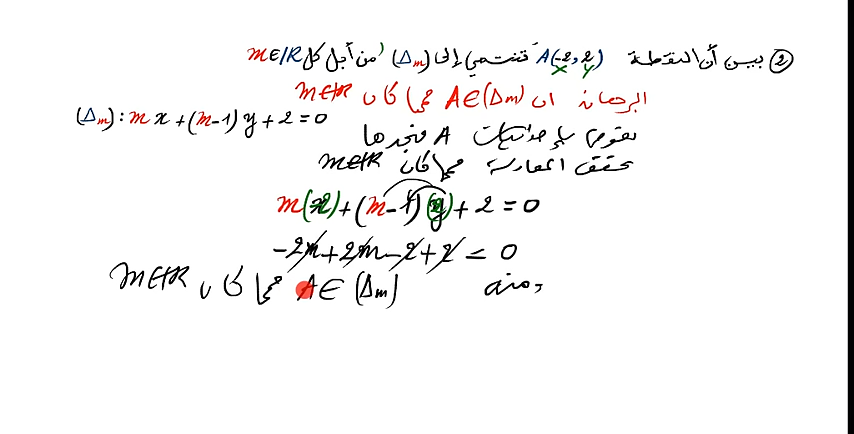 ② بين أن النقطة A(-2,2) تنتمي إلى (Δm) من أجل كل m∈IR
البرهان ان A∈(Δm) مهما كان m∈IR
(Δm): mx+(m-1)y+2=0
نعوض بإحداثيات A فنجدها
تحقق المعادلة مهما كان m∈IR
m(-2)+(m-1)(2)+2=0
-2m+2m-2+2=0
ومنه A∈(Δm) مهما كان m∈IR